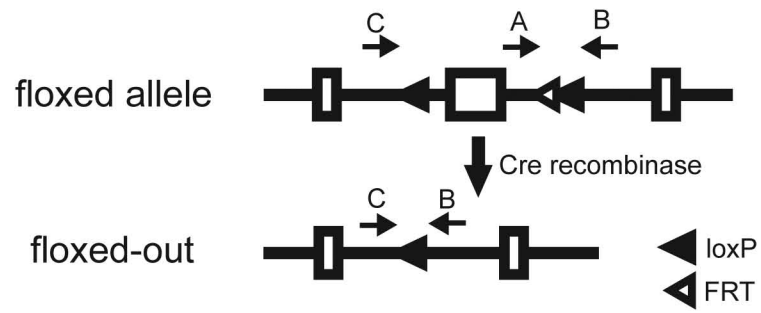 C A B
floxed allele
Cre recombinase
C B
floxed-out
loxP
FRT